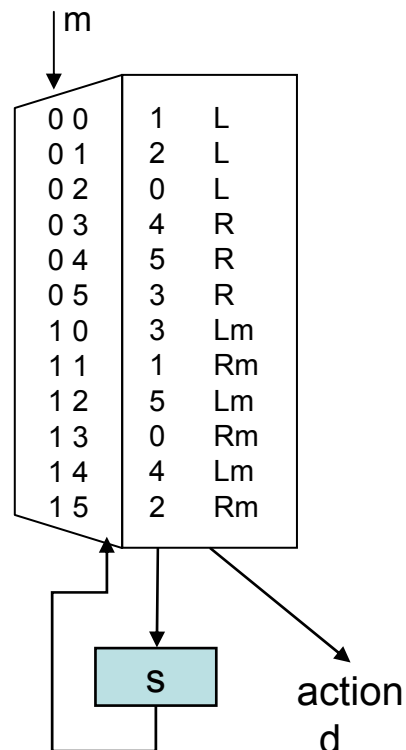 m
0 0 1 L
0 1 2 L
0 2 0 L
0 3 4 R
0 4 5 R
0 5 3 R
1 0 3 Lm
1 1 1 Rm
1 2 5 Lm
1 3 0 Rm
1 4 4 Lm
1 5 2 Rm
s
action
d